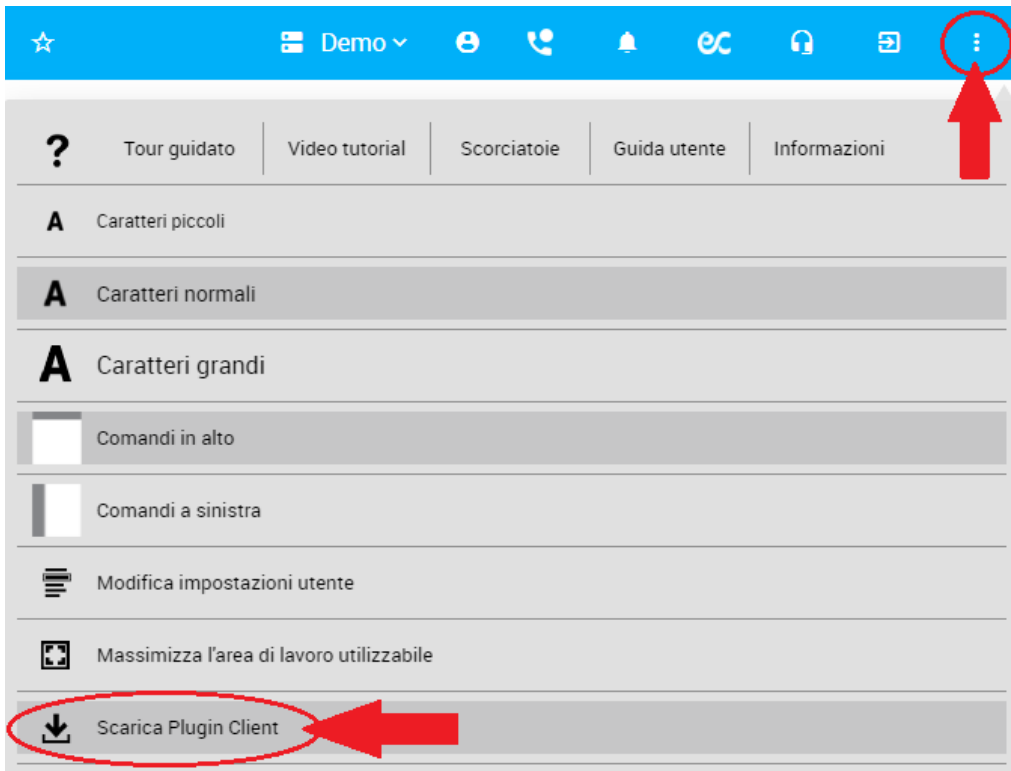 Demo
Tour guidato Video tutorial Scorciatoie Guida utente Informazioni
A Caratteri piccoli
A Caratteri normali
A Caratteri grandi
Comandi in alto
Comandi a sinistra
Modifica impostazioni utente
Massimizza l'area di lavoro utilizzabile
Scarica Plugin Client